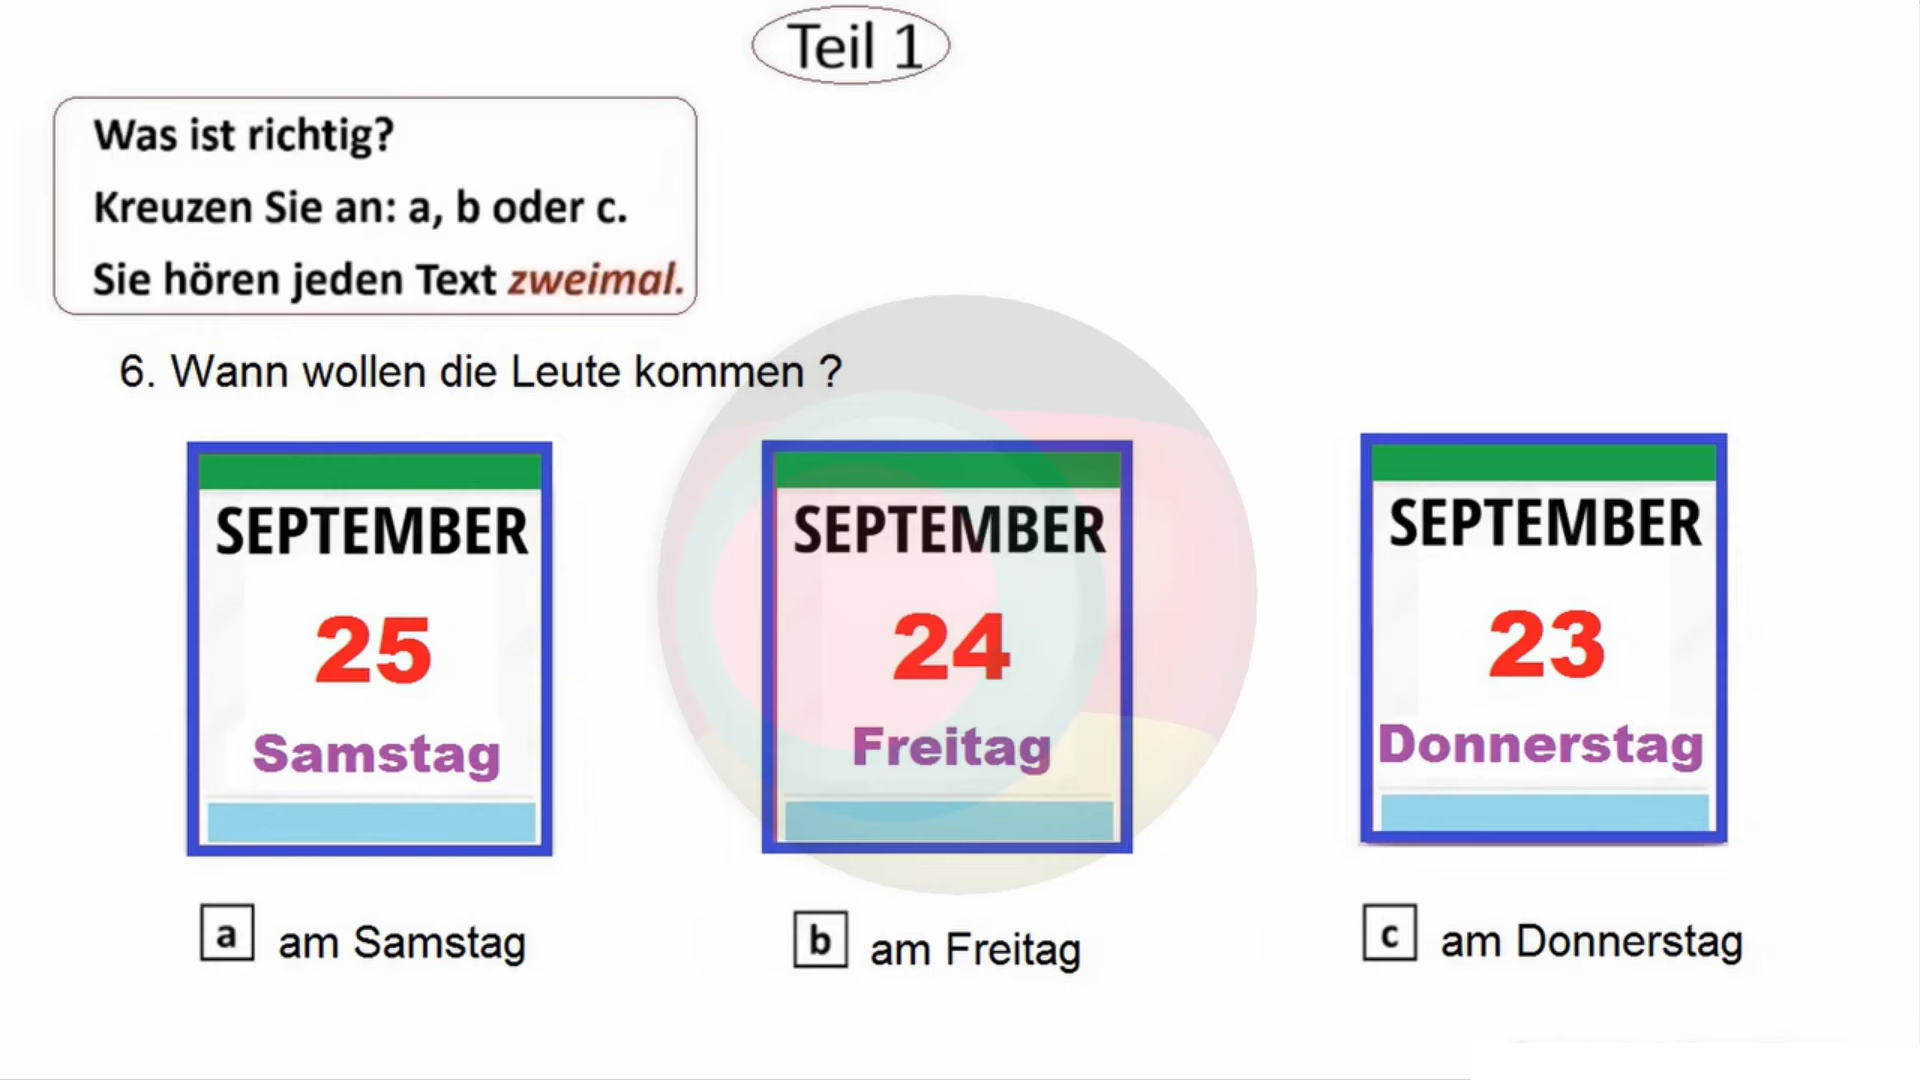 Teil 1
Was ist richtig?
Kreuzen Sie an: a, b oder c.
Sie hören jeden Text zweimal.
6. Wann wollen die Leute kommen ?
SEPTEMBER
25
Samstag
SEPTEMBER
24
Freitag
SEPTEMBER
23
Donnerstag
a am Samstag
b am Freitag
c am Donnerstag